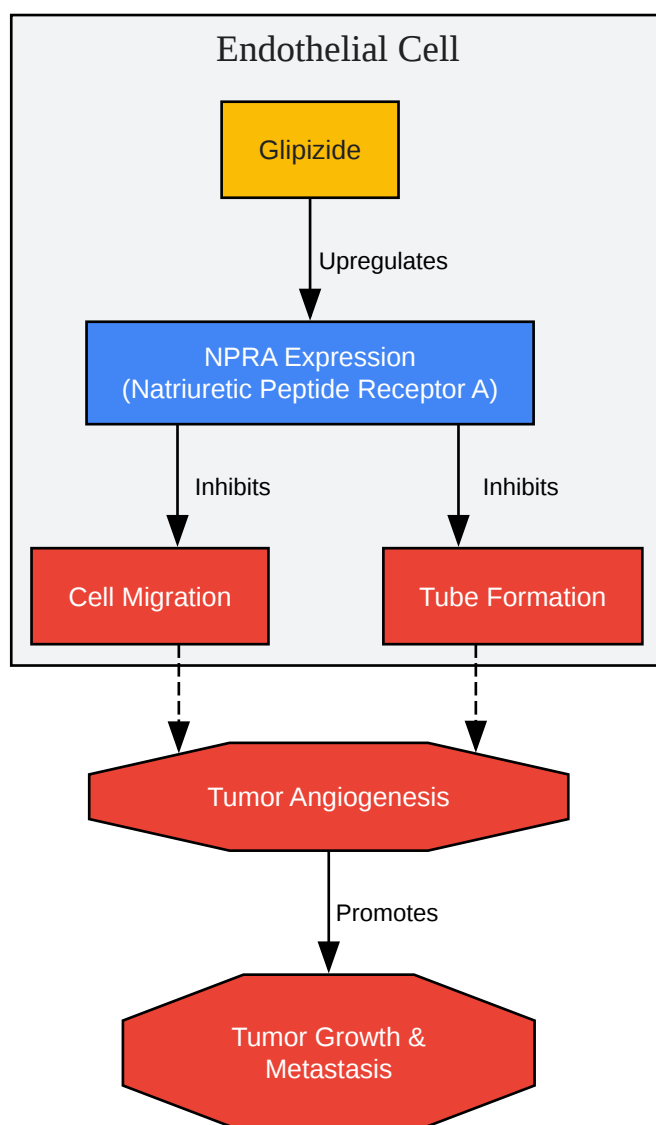 Endothelial Cell
Glipizide
Upregulates
NPRA Expression
(Natriuretic Peptide Receptor A)
Inhibits
Inhibits
Cell Migration
Tube Formation
Tumor Angiogenesis
Promotes
Tumor Growth &
Metastasis